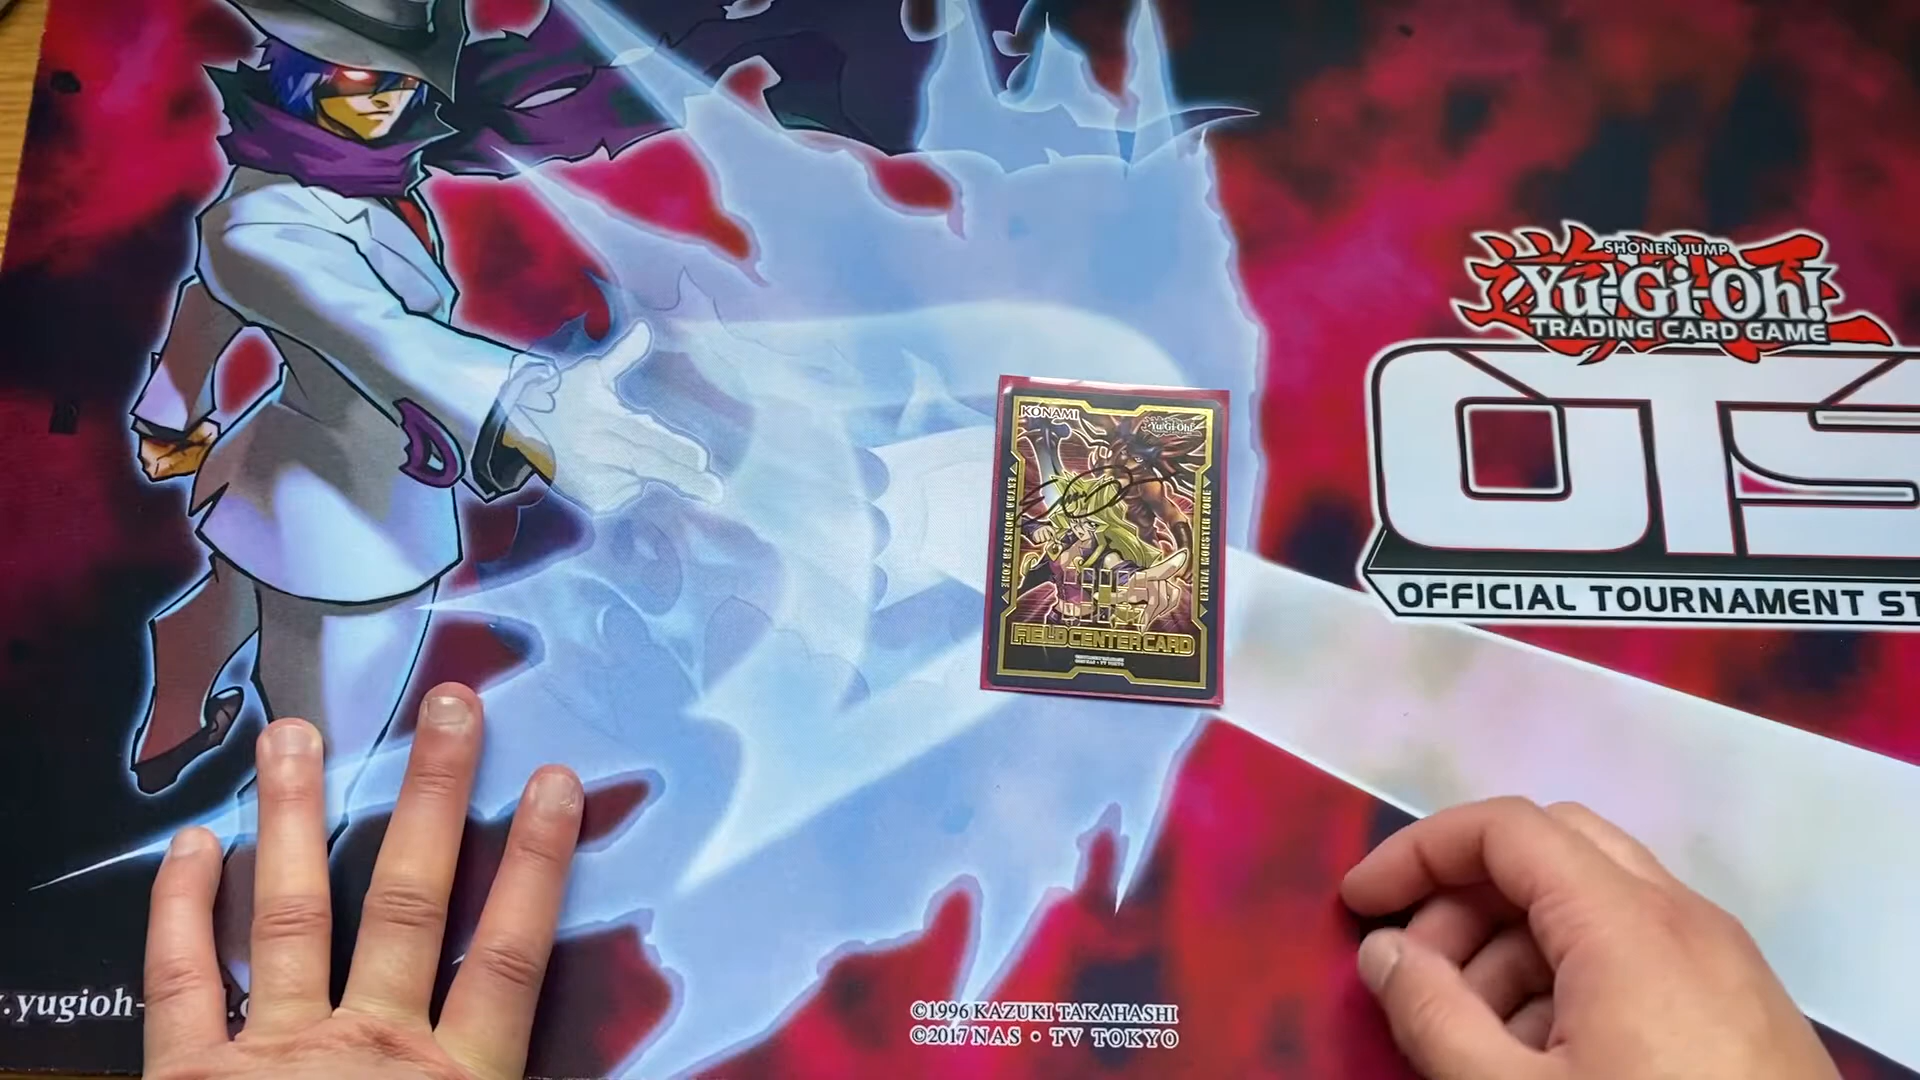 SHONEN JUMP
Yu-Gi-Oh!
TRADING CARD GAME
OTS
OFFICIAL TOURNAMENT ST
KONAMI
Yu-Gi-Oh!
EXTRA MONSTER ZONE
EXTRA MONSTER ZONE
FIELD CENTER CARD
.yugioh-
©1996 KAZUKI TAKAHASHI
©2017 NAS • TV TOKYO